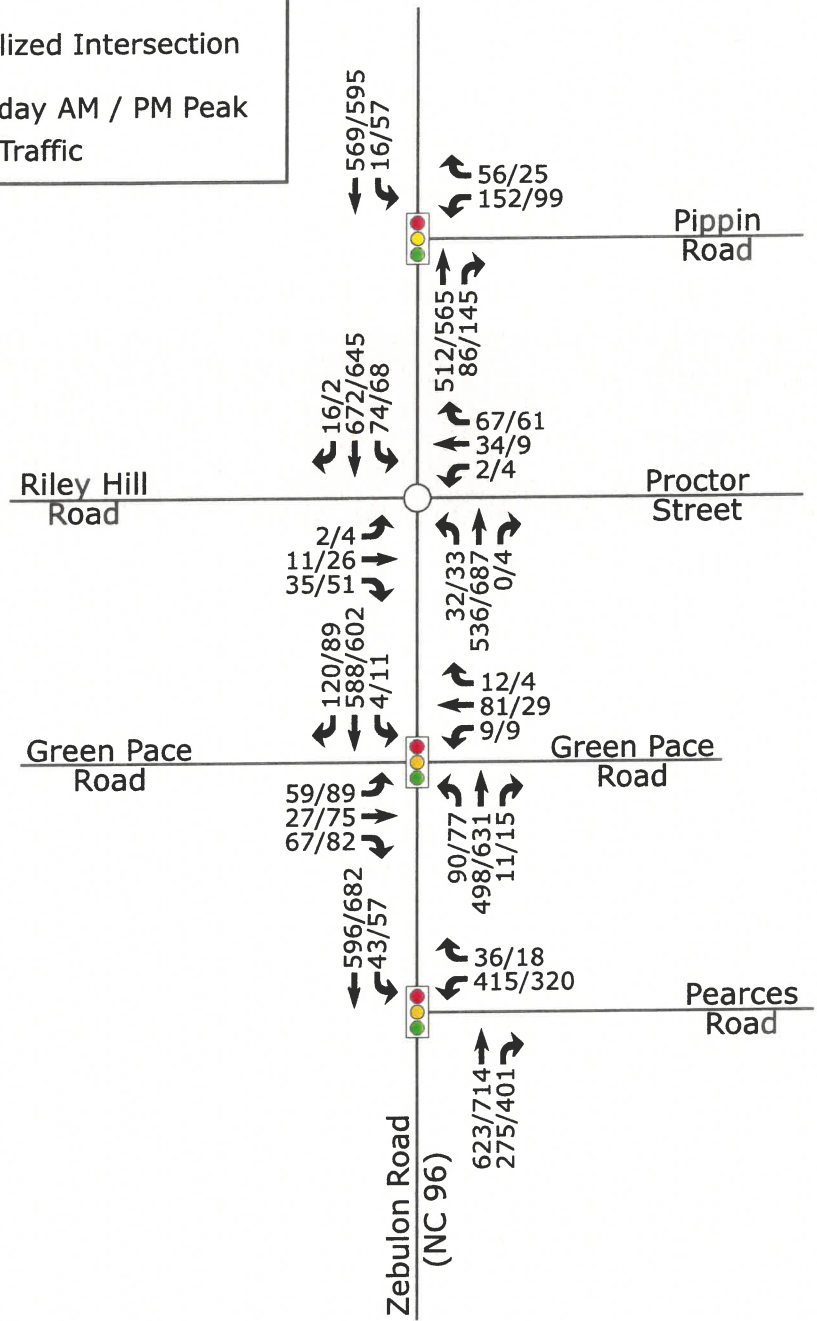 lized Intersection
day AM / PM Peak
Traffic
569/595
16/57
56/25
152/99
Pippin
Road
512/565
86/145
16/2
672/645
74/68
67/61
34/9
2/4
Riley Hill
Road
Proctor
Street
2/4
11/26
35/51
32/33
536/687
0/4
120/89
588/602
4/11
12/4
81/29
9/9
Green Pace
Road
Green Pace
Road
59/89
27/75
67/82
90/77
498/631
11/15
596/682
43/57
36/18
415/320
Pearces
Road
623/714
275/401
Zebulon Road
(NC 96)